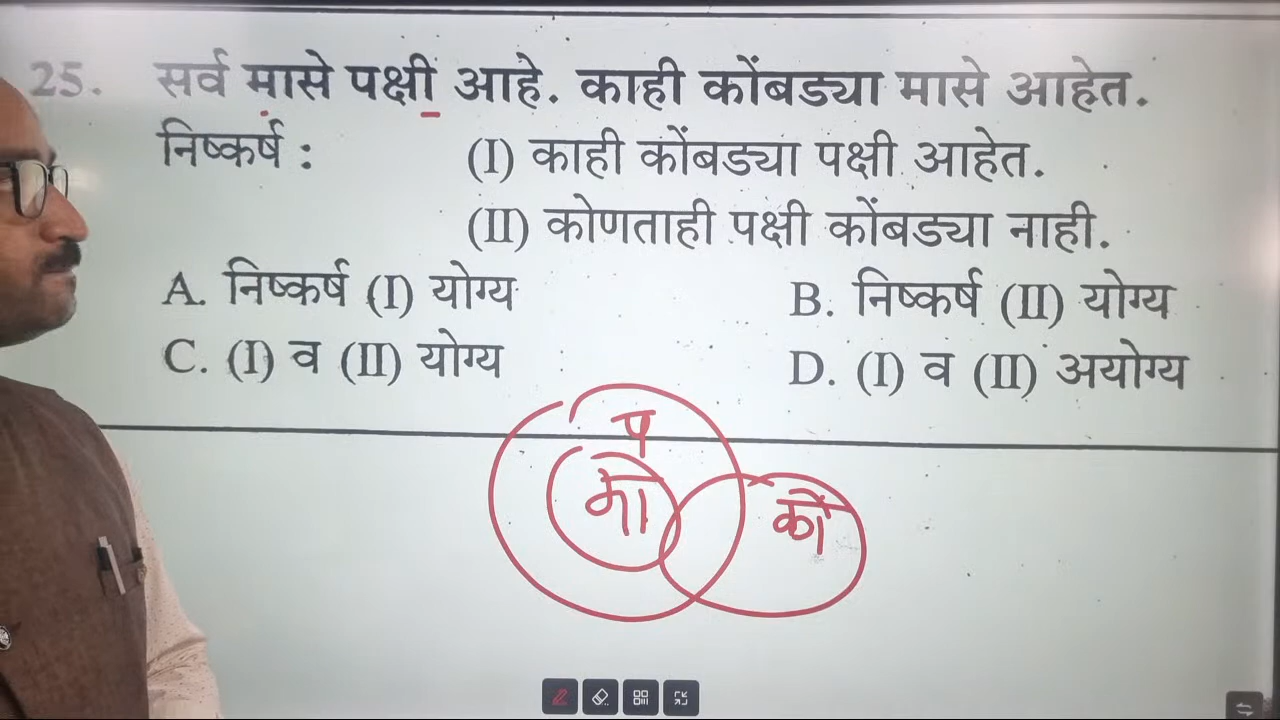 25. सर्व मासे पक्षी आहे. काही कोंबड्या मासे आहेत.
निष्कर्ष : (I) काही कोंबड्या पक्षी आहेत.
(II) कोणताही पक्षी कोंबड्या नाही.
A. निष्कर्ष (I) योग्य B. निष्कर्ष (II) योग्य
C. (I) व (II) योग्य D. (I) व (II) अयोग्य
प
मा
को